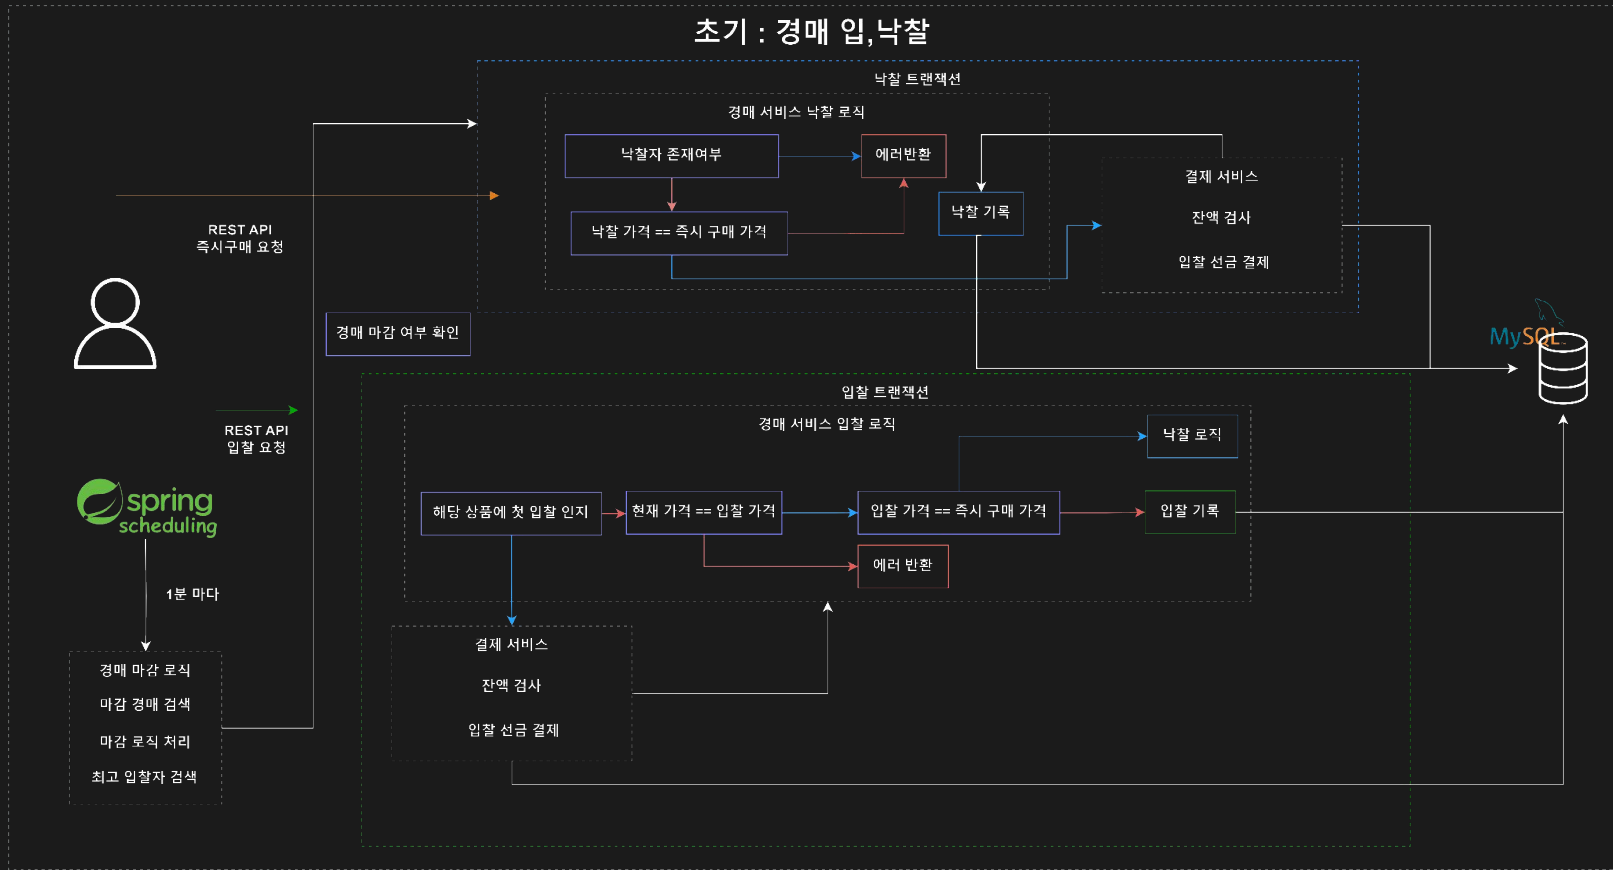 초기 : 경매 입,낙찰
낙찰 트랜잭션
경매 서비스 낙찰 로직
낙찰자 존재여부
에러반환
낙찰 가격 == 즉시 구매 가격
낙찰 기록
결제 서비스
잔액 검사
입찰 선금 결제
REST API
즉시구매 요청
경매 마감 여부 확인
MySQL
REST API
입찰 요청
입찰 트랜잭션
경매 서비스 입찰 로직
낙찰 로직
해당 상품에 첫 입찰 인지
현재 가격 == 입찰 가격
입찰 가격 == 즉시 구매 가격
입찰 기록
에러 반환
결제 서비스
잔액 검사
입찰 선금 결제
spring
scheduling
1분 마다
경매 마감 로직
마감 경매 검색
마감 로직 처리
최고 입찰자 검색